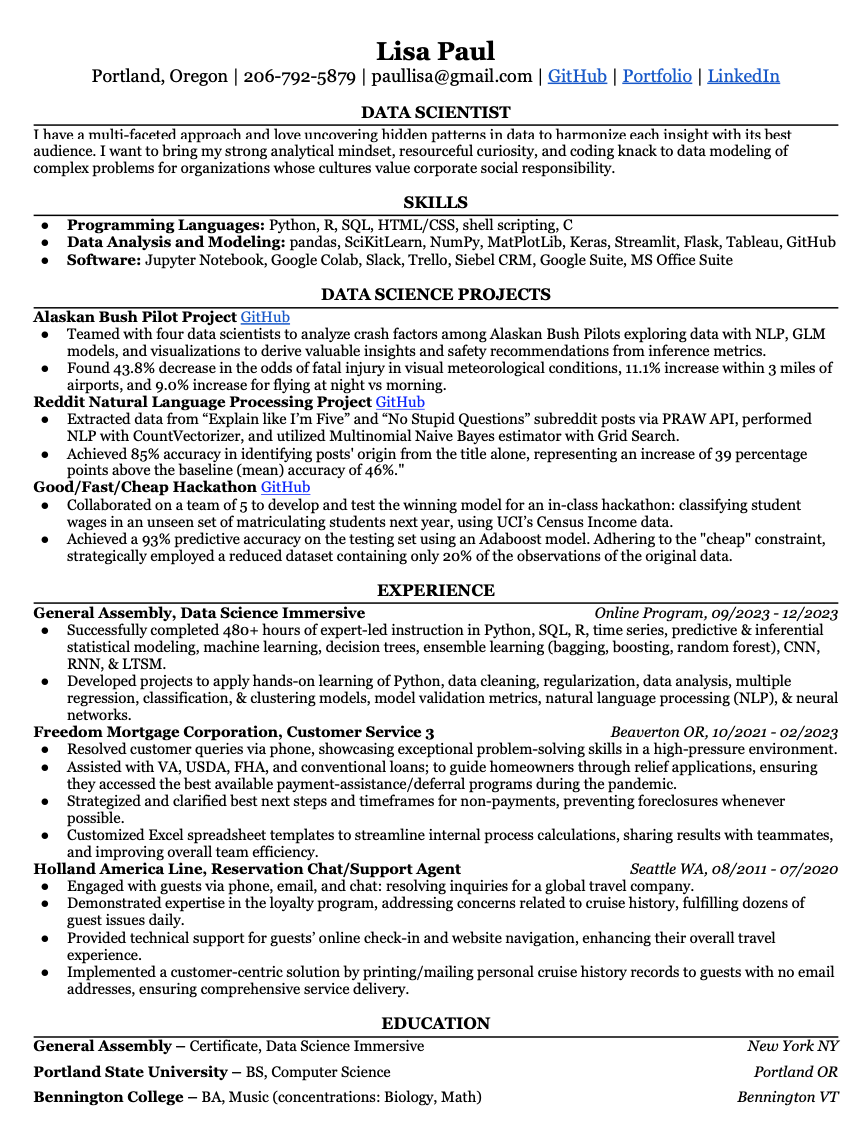 Lisa Paul
Portland, Oregon | 206-792-5879 | paullisa@gmail.com | GitHub | Portfolio | LinkedIn
DATA SCIENTIST
I have a multi-faceted approach and love uncovering hidden patterns in data to harmonize each insight with its best
audience. I want to bring my strong analytical mindset, resourceful curiosity, and coding knack to data modeling of
complex problems for organizations whose cultures value corporate social responsibility.
SKILLS
● Programming Languages: Python, R, SQL, HTML/CSS, shell scripting, C
● Data Analysis and Modeling: pandas, SciKitLearn, NumPy, MatPlotLib, Keras, Streamlit, Flask, Tableau, GitHub
● Software: Jupyter Notebook, Google Colab, Slack, Trello, Siebel CRM, Google Suite, MS Office Suite
DATA SCIENCE PROJECTS
Alaskan Bush Pilot Project GitHub
● Teamed with four data scientists to analyze crash factors among Alaskan Bush Pilots exploring data with NLP, GLM
models, and visualizations to derive valuable insights and safety recommendations from inference metrics.
● Found 43.8% decrease in the odds of fatal injury in visual meteorological conditions, 11.1% increase within 3 miles of
airports, and 9.0% increase for flying at night vs morning.
Reddit Natural Language Processing Project GitHub
● Extracted data from “Explain like I’m Five” and “No Stupid Questions” subreddit posts via PRAW API, performed
NLP with CountVectorizer, and utilized Multinomial Naive Bayes estimator with Grid Search.
● Achieved 85% accuracy in identifying posts' origin from the title alone, representing an increase of 39 percentage
points above the baseline (mean) accuracy of 46%."
Good/Fast/Cheap Hackathon GitHub
● Collaborated on a team of 5 to develop and test the winning model for an in-class hackathon: classifying student
wages in an unseen set of matriculating students next year, using UCI’s Census Income data.
● Achieved a 93% predictive accuracy on the testing set using an Adaboost model. Adhering to the "cheap" constraint,
strategically employed a reduced dataset containing only 20% of the observations of the original data.
EXPERIENCE
General Assembly, Data Science Immersive Online Program, 09/2023 - 12/2023
● Successfully completed 480+ hours of expert-led instruction in Python, SQL, R, time series, predictive & inferential
statistical modeling, machine learning, decision trees, ensemble learning (bagging, boosting, random forest), CNN,
RNN, & LTSM.
● Developed projects to apply hands-on learning of Python, data cleaning, regularization, data analysis, multiple
regression, classification, & clustering models, model validation metrics, natural language processing (NLP), & neural
networks.
Freedom Mortgage Corporation, Customer Service 3 Beaverton OR, 10/2021 - 02/2023
● Resolved customer queries via phone, showcasing exceptional problem-solving skills in a high-pressure environment.
● Assisted with VA, USDA, FHA, and conventional loans; to guide homeowners through relief applications, ensuring
they accessed the best available payment-assistance/deferral programs during the pandemic.
● Strategized and clarified best next steps and timeframes for non-payments, preventing foreclosures whenever
possible.
● Customized Excel spreadsheet templates to streamline internal process calculations, sharing results with teammates,
and improving overall team efficiency.
Holland America Line, Reservation Chat/Support Agent Seattle WA, 08/2011 - 07/2020
● Engaged with guests via phone, email, and chat: resolving inquiries for a global travel company.
● Demonstrated expertise in the loyalty program, addressing concerns related to cruise history, fulfilling dozens of
guest issues daily.
● Provided technical support for guests’ online check-in and website navigation, enhancing their overall travel
experience.
● Implemented a customer-centric solution by printing/mailing personal cruise history records to guests with no email
addresses, ensuring comprehensive service delivery.
EDUCATION
General Assembly – Certificate, Data Science Immersive New York NY
Portland State University – BS, Computer Science Portland OR
Bennington College – BA, Music (concentrations: Biology, Math) Bennington VT